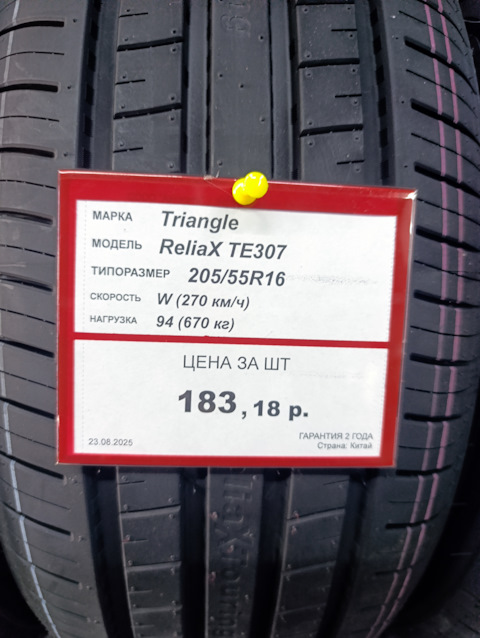 МАРКА Triangle
МОДЕЛЬ ReliaX TE307
ТИПОРАЗМЕР 205/55R16
СКОРОСТЬ W (270 км/ч)
НАГРУЗКА 94 (670 кг)
ЦЕНА ЗА ШТ
183, 18 р.
ГАРАНТИЯ 2 ГОДА
23.08.2025 Страна: Китай
iaXTouring